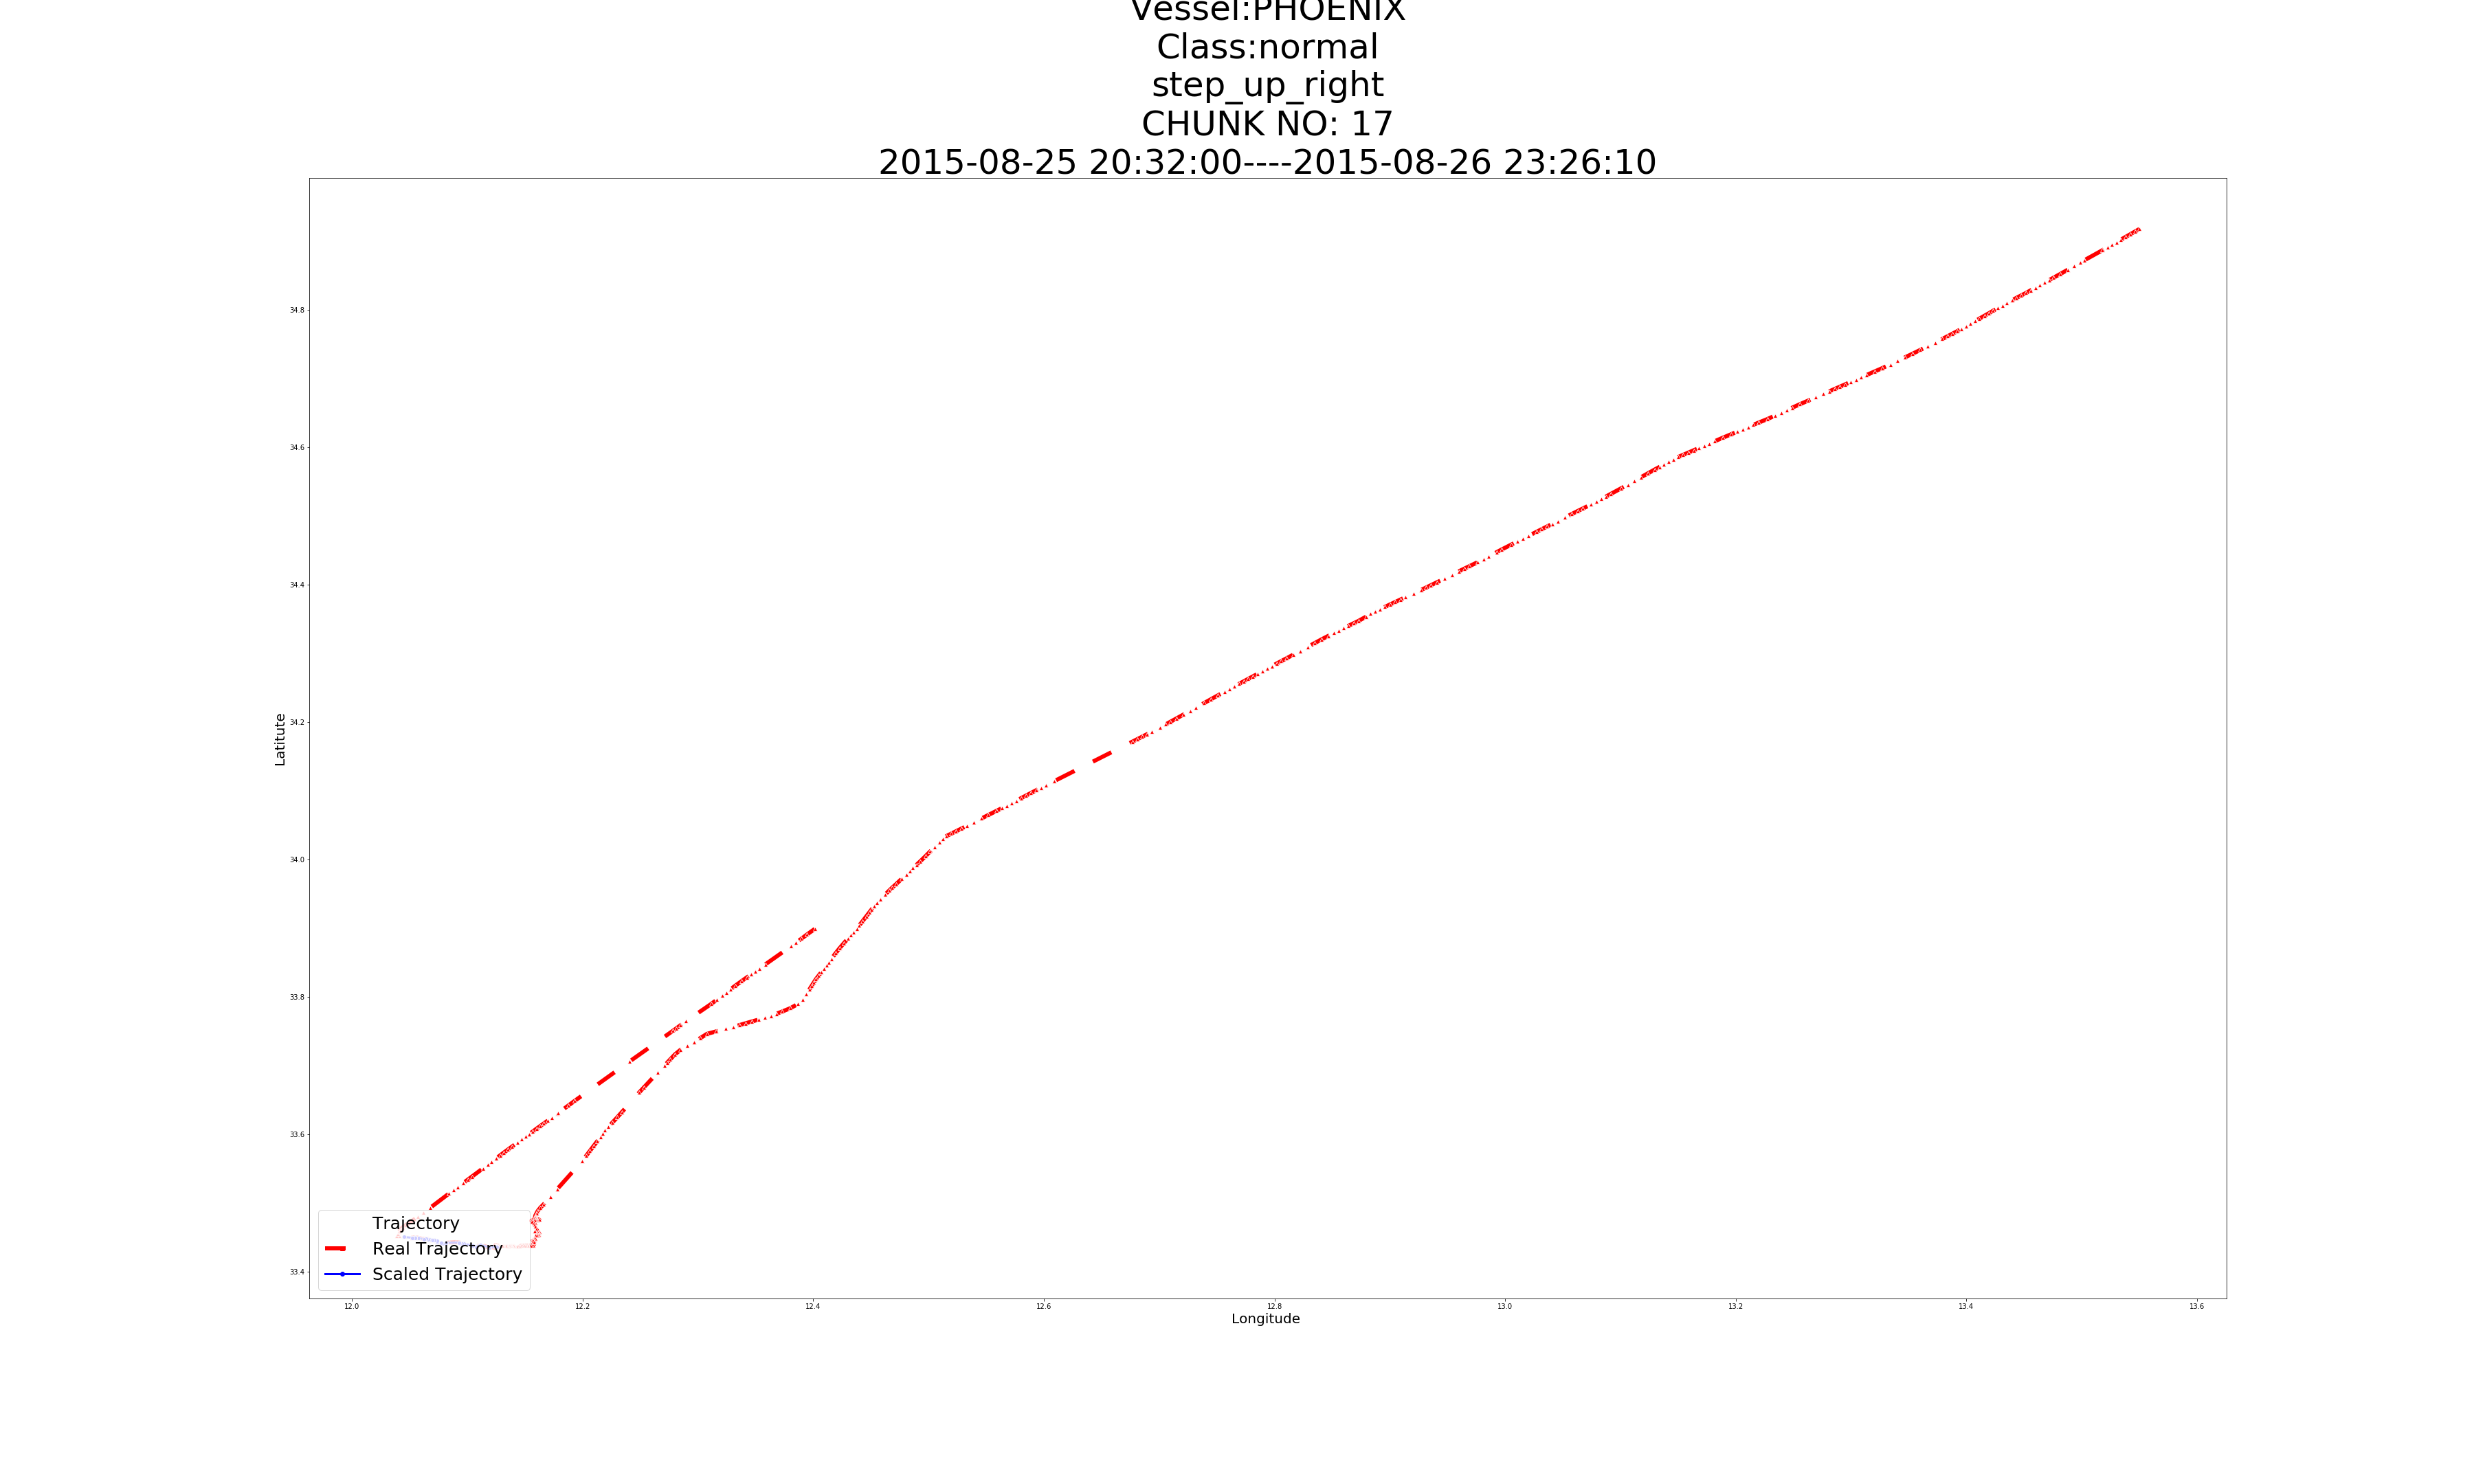 Vessel:PHOENIX
Class:normal
step_up_right
CHUNK NO: 17
2015-08-25 20:32:00----2015-08-26 23:26:10
34.8
34.6
34.4
34.2
34.0
33.8
33.6
33.4
Latitute
Trajectory
Real Trajectory
Scaled Trajectory
12.0 12.2 12.4 12.6 12.8 13.0 13.2 13.4 13.6
Longitude